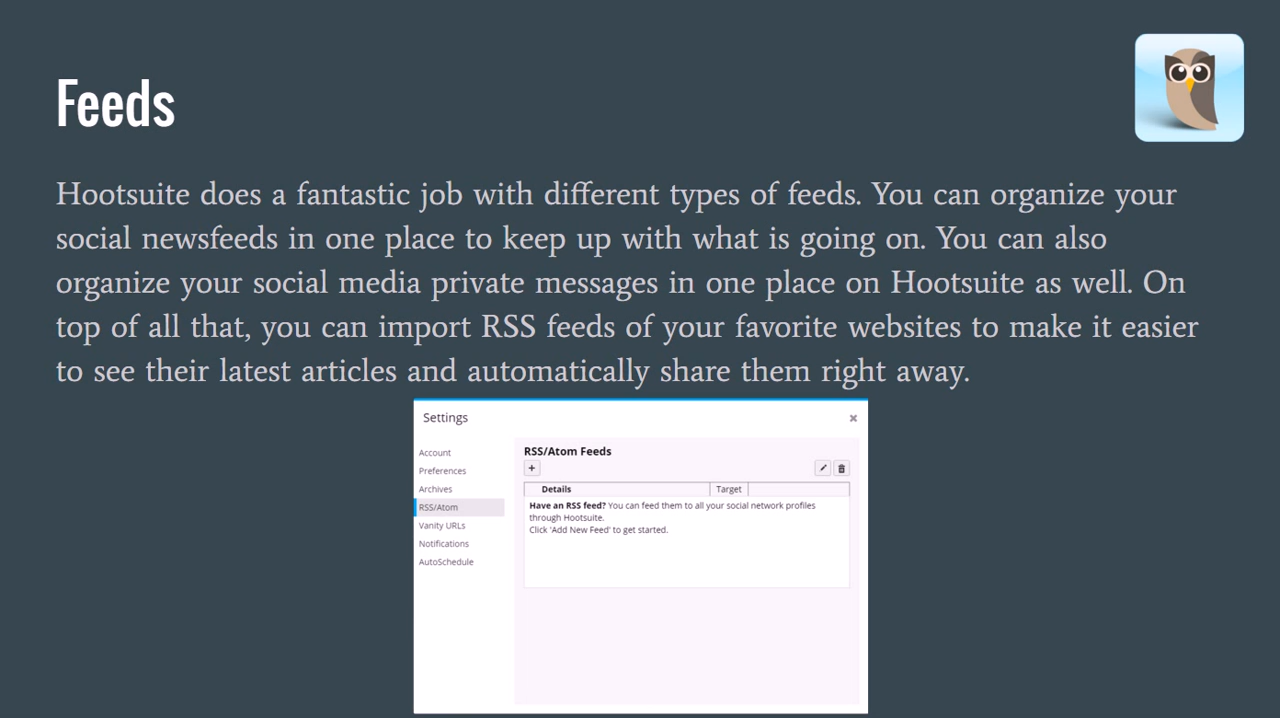 Feeds
Hootsuite does a fantastic job with different types of feeds. You can organize your
social newsfeeds in one place to keep up with what is going on. You can also
organize your social media private messages in one place on Hootsuite as well. On
top of all that, you can import RSS feeds of your favorite websites to make it easier
to see their latest articles and automatically share them right away.
Settings
Account
Preferences
Archives
RSS/Atom
Vanity URLs
Notifications
AutoSchedule
RSS/Atom Feeds
Details Target
Have an RSS feed? You can feed them to all your social network profiles
through Hootsuite.
Click 'Add New Feed' to get started.